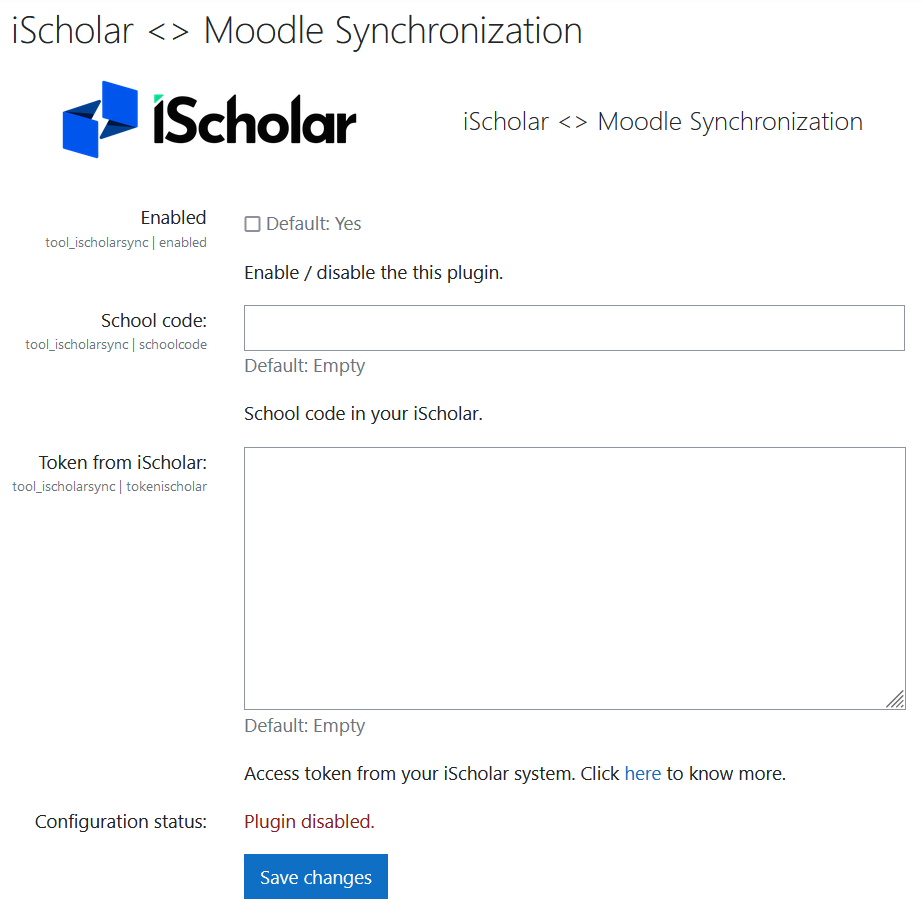 iScholar <> Moodle Synchronization
iScholar
iScholar <> Moodle Synchronization
Enabled
Default: Yes
tool_ischolarsync | enabled
Enable / disable the this plugin.
School code:
tool_ischolarsync | schoolcode
Default: Empty
School code in your iScholar.
Token from iScholar:
tool_ischolarsync | tokenischolar
Default: Empty
Access token from your iScholar system. Click here to know more.
Configuration status:
Plugin disabled.
Save changes